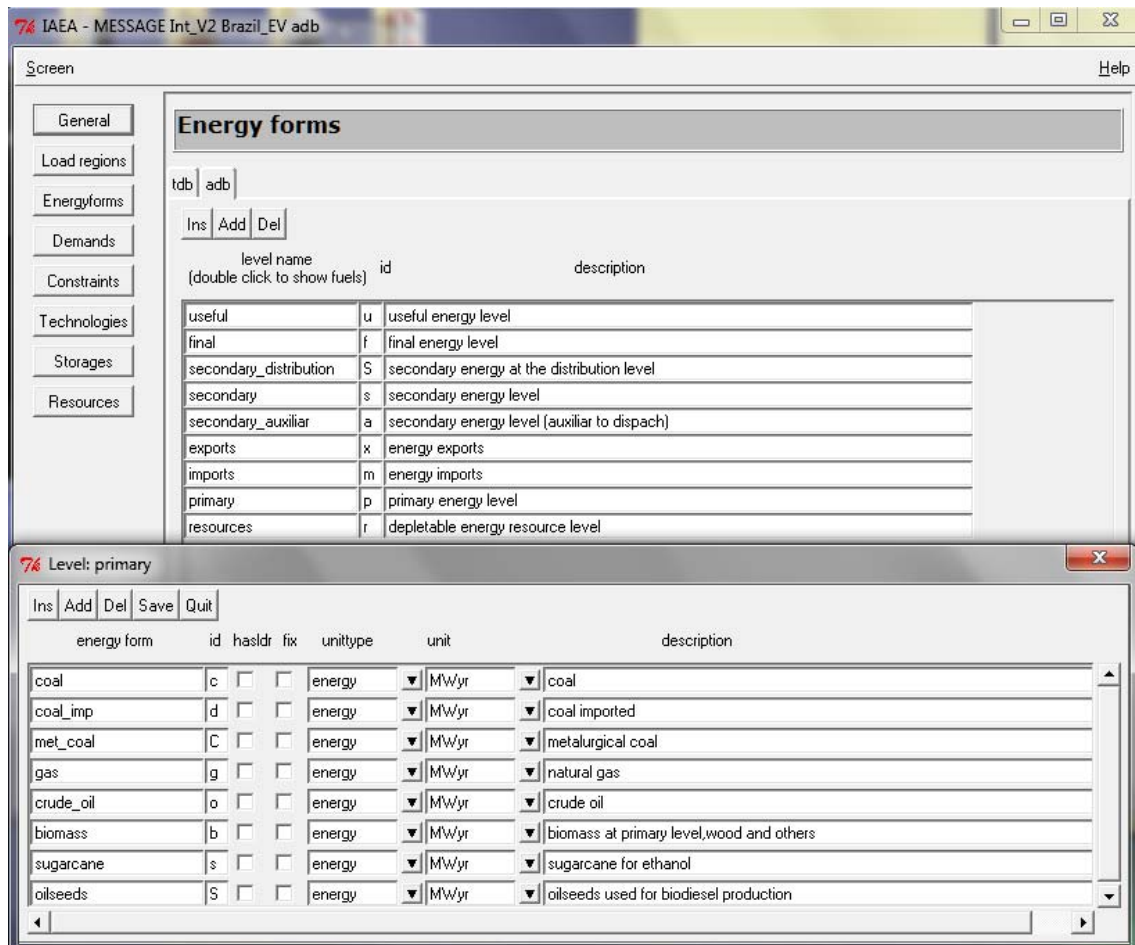 IAEA - MESSAGE Int_V2 Brazil_EV adb
Screen Help
General
Load regions
Energyforms
Demands
Constraints
Technologies
Storages
Resources
Energy forms
tdb adb
Ins Add Del
level name
(double click to show fuels) id description
useful u useful energy level
final f final energy level
secondary_distribution S secondary energy at the distribution level
secondary s secondary energy level
secondary_auxiliar a secondary energy level (auxiliar to dispach)
exports x energy exports
imports m energy imports
primary p primary energy level
resources r depletable energy resource level
Level: primary
Ins Add Del Save Quit
energy form id hasldr fix unittype unit description
coal c energy MWyr coal
coal_imp d energy MWyr coal imported
met_coal C energy MWyr metalurgical coal
gas g energy MWyr natural gas
crude_oil o energy MWyr crude oil
biomass b energy MWyr biomass at primary level,wood and others
sugarcane s energy MWyr sugarcane for ethanol
oilseeds S energy MWyr oilseeds used for biodiesel production